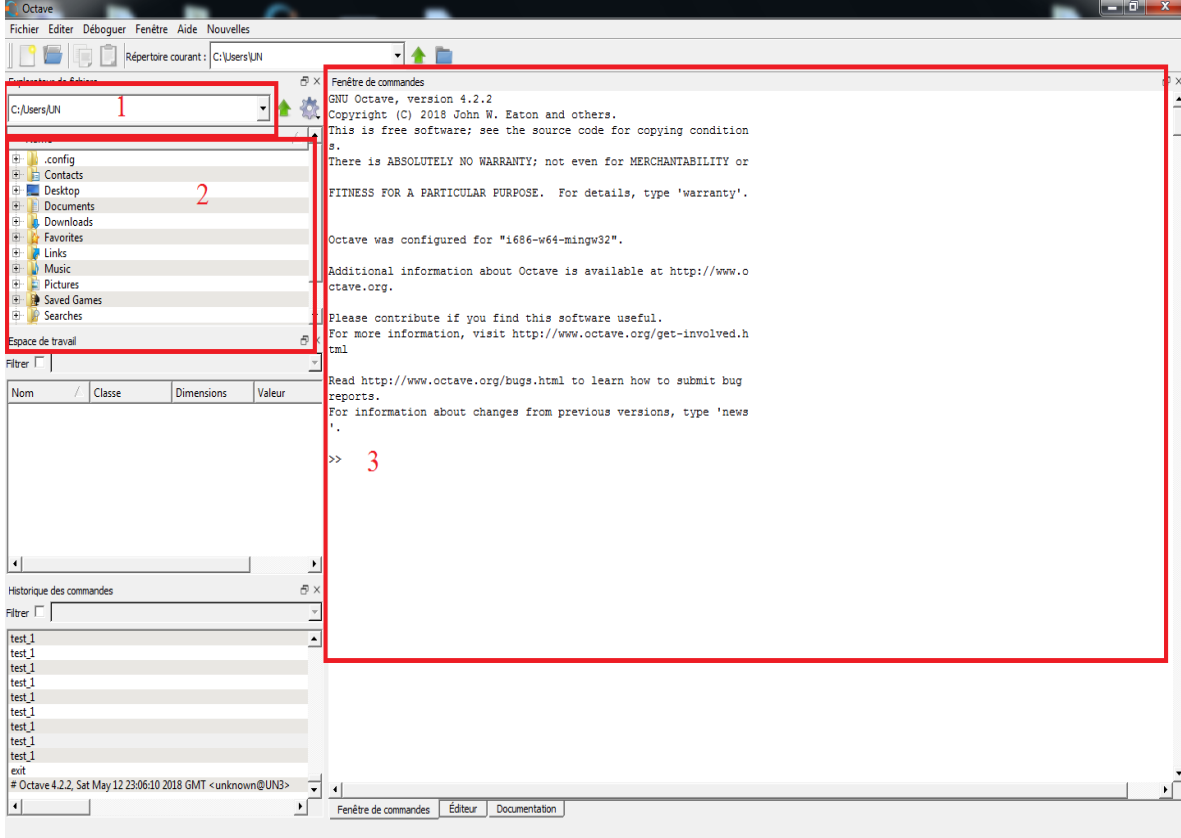 Octave
Fichier Editer Déboguer Fenêtre Aide Nouvelles
Répertoire courant : C:\Users\UN
Explorateur de fichiers
C:/Users/UN
1
Name
.config
Contacts
Desktop
Documents
Downloads
Favorites
Links
Music
Pictures
Saved Games
Searches
2
Espace de travail
Filtrer
Nom Classe Dimensions Valeur
Historique des commandes
Filtrer
test_1
test_1
test_1
test_1
test_1
test_1
test_1
test_1
test_1
exit
# Octave 4.2.2, Sat May 12 23:06:10 2018 GMT <unknown@UN3>
Fenêtre de commandes
GNU Octave, version 4.2.2
Copyright (C) 2018 John W. Eaton and others.
This is free software; see the source code for copying condition
s.
There is ABSOLUTELY NO WARRANTY; not even for MERCHANTABILITY or
FITNESS FOR A PARTICULAR PURPOSE.  For details, type 'warranty'.
Octave was configured for "i686-w64-mingw32".
Additional information about Octave is available at http://www.o
ctave.org.
Please contribute if you find this software useful.
For more information, visit http://www.octave.org/get-involved.h
tml
Read http://www.octave.org/bugs.html to learn how to submit bug
reports.
For information about changes from previous versions, type 'news
'.
>> 3
Fenêtre de commandes Éditeur Documentation